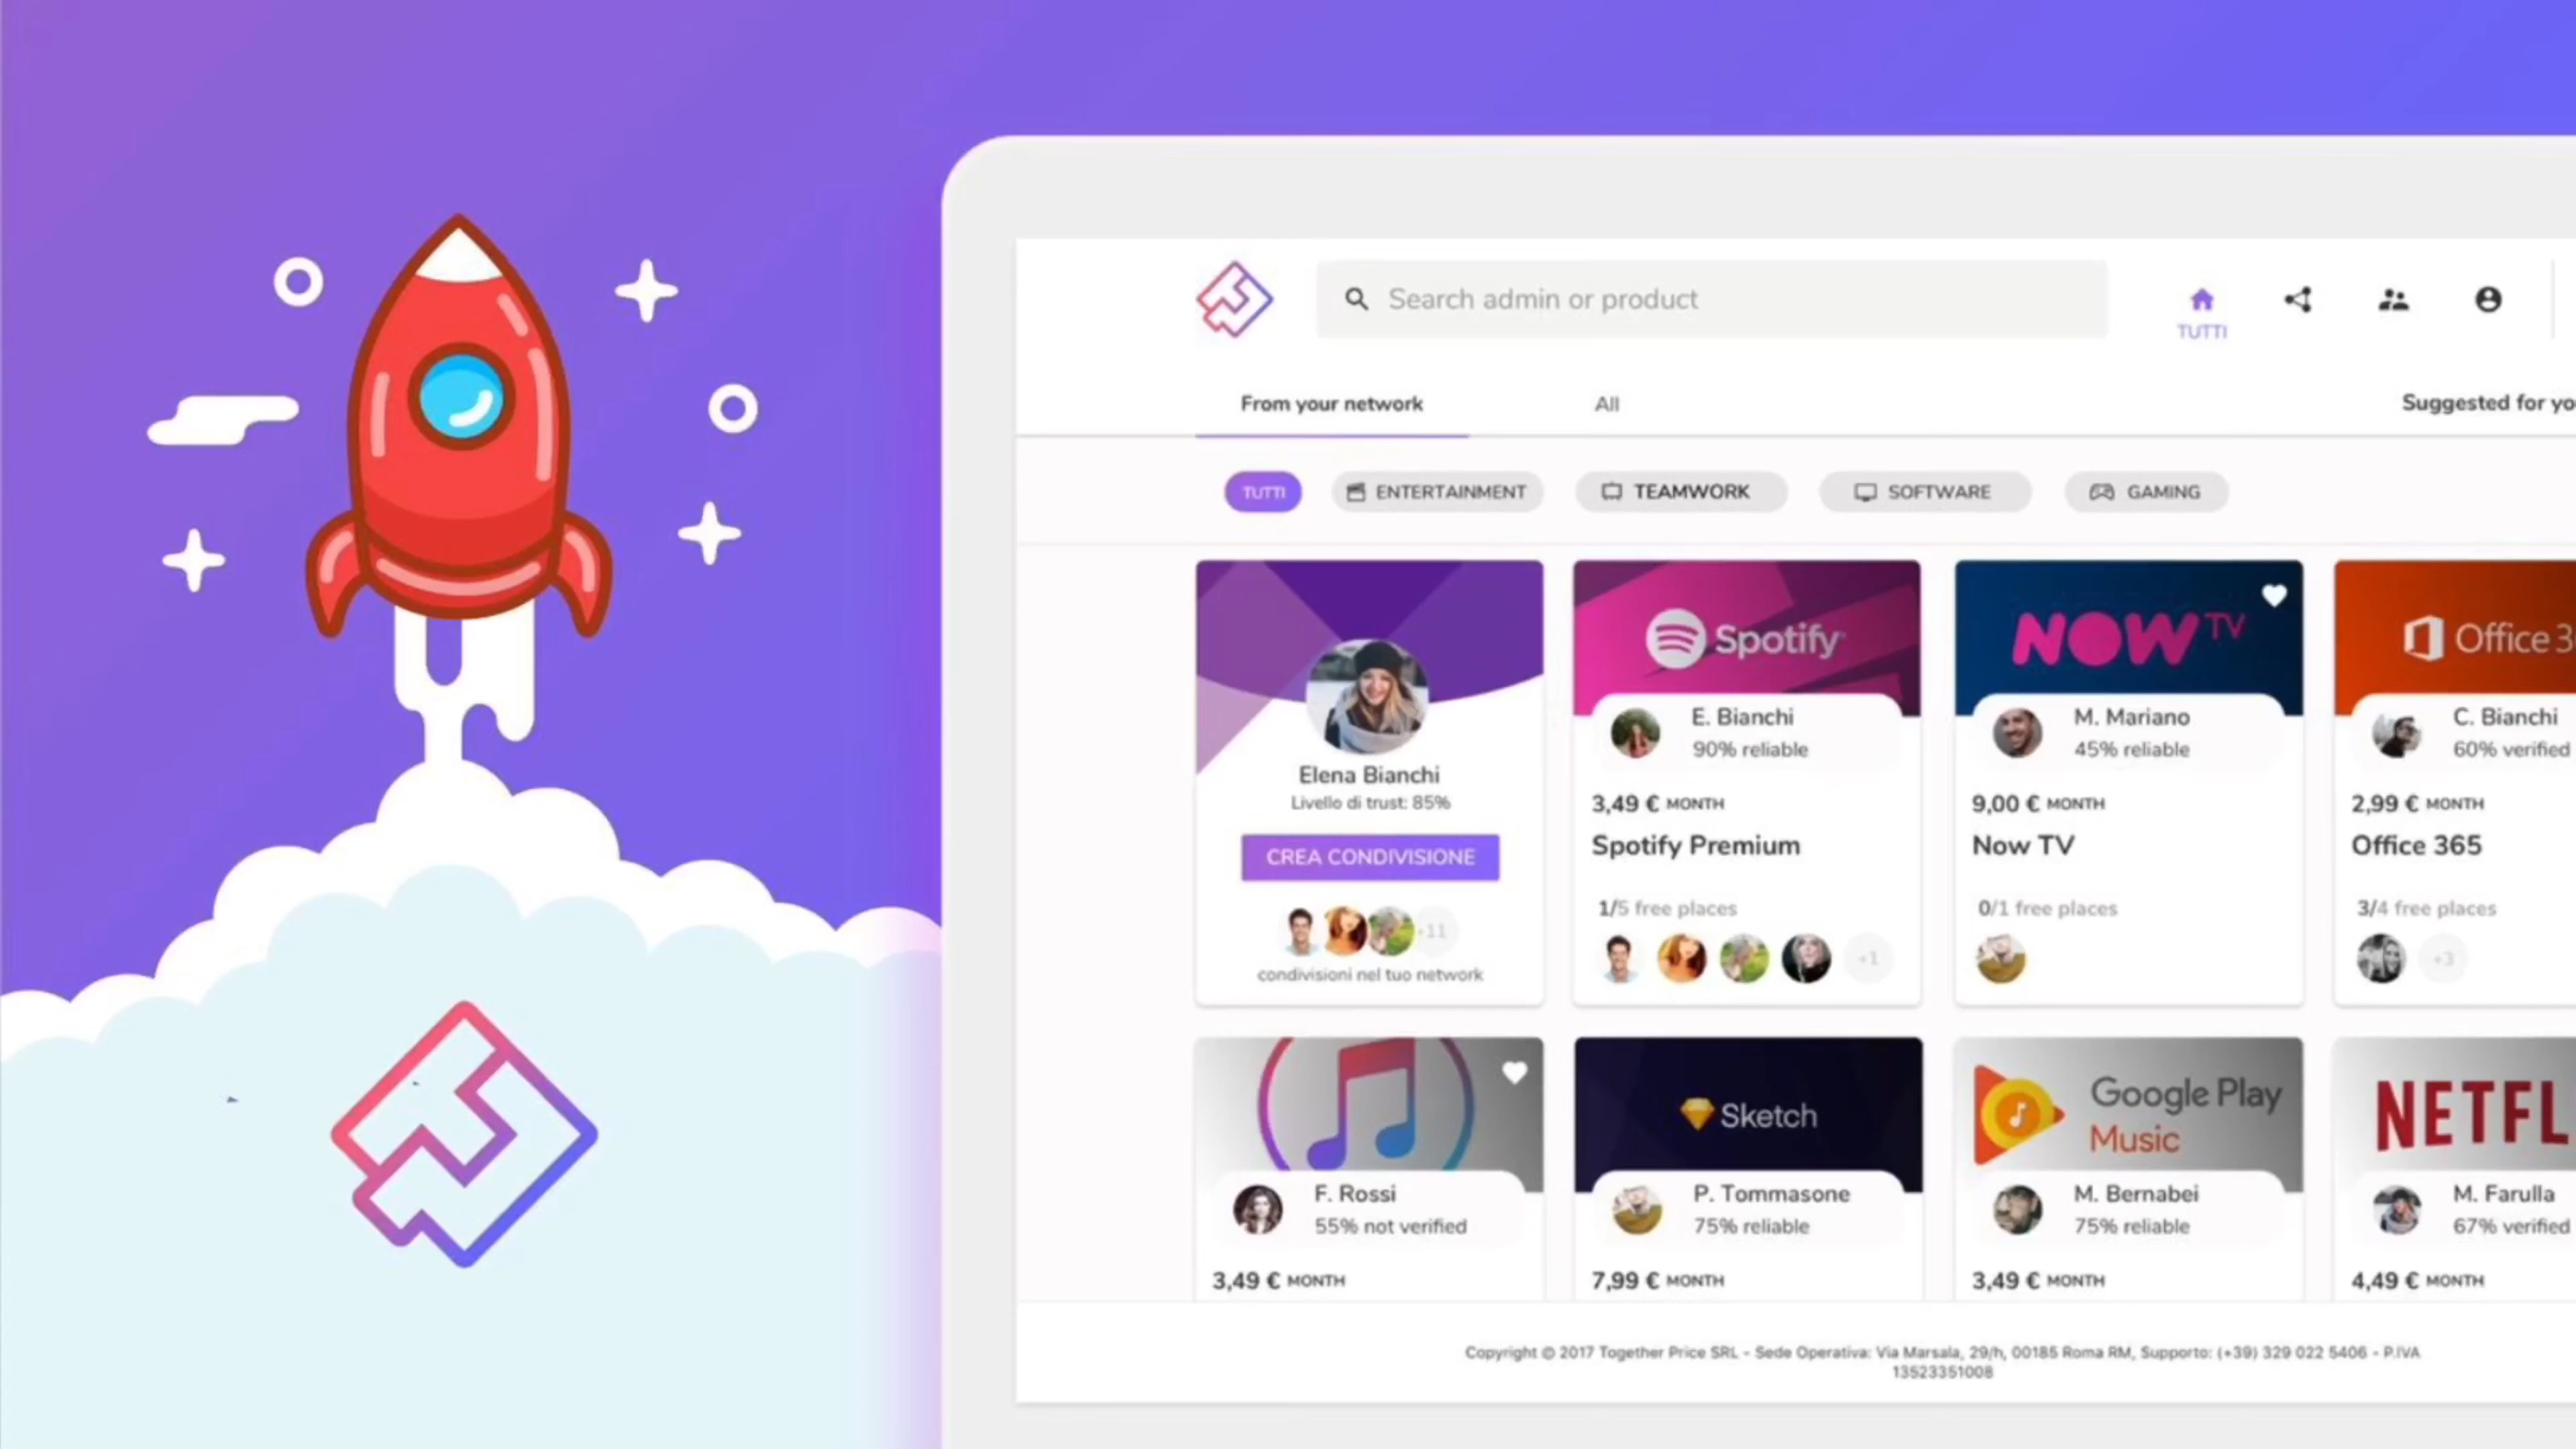 Search admin or product
TUTTI
From your network
All
Suggested for yo
TUTTI
ENTERTAINMENT
TEAMWORK
SOFTWARE
GAMING
Elena Bianchi
Livello di trust: 85%
CREA CONDIVISIONE
+11
condivisioni nel tuo network
Spotify
E. Bianchi
90% reliable
3,49 € MONTH
Spotify Premium
1/5 free places
+1
NOW TV
M. Mariano
45% reliable
9,00 € MONTH
Now TV
0/1 free places
Office 3
C. Bianchi
60% verified
2,99 € MONTH
Office 365
3/4 free places
+3
F. Rossi
55% not verified
3,49 € MONTH
Sketch
P. Tommasone
75% reliable
7,99 € MONTH
Google Play
Music
M. Bernabei
75% reliable
3,49 € MONTH
NETFL
M. Farulla
67% verified
4,49 € MONTH
Copyright © 2017 Together Price SRL - Sede Operativa: Via Marsala, 29/h, 00185 Roma RM, Supporto: (+39) 329 022 5406 - P.IVA
13523351008